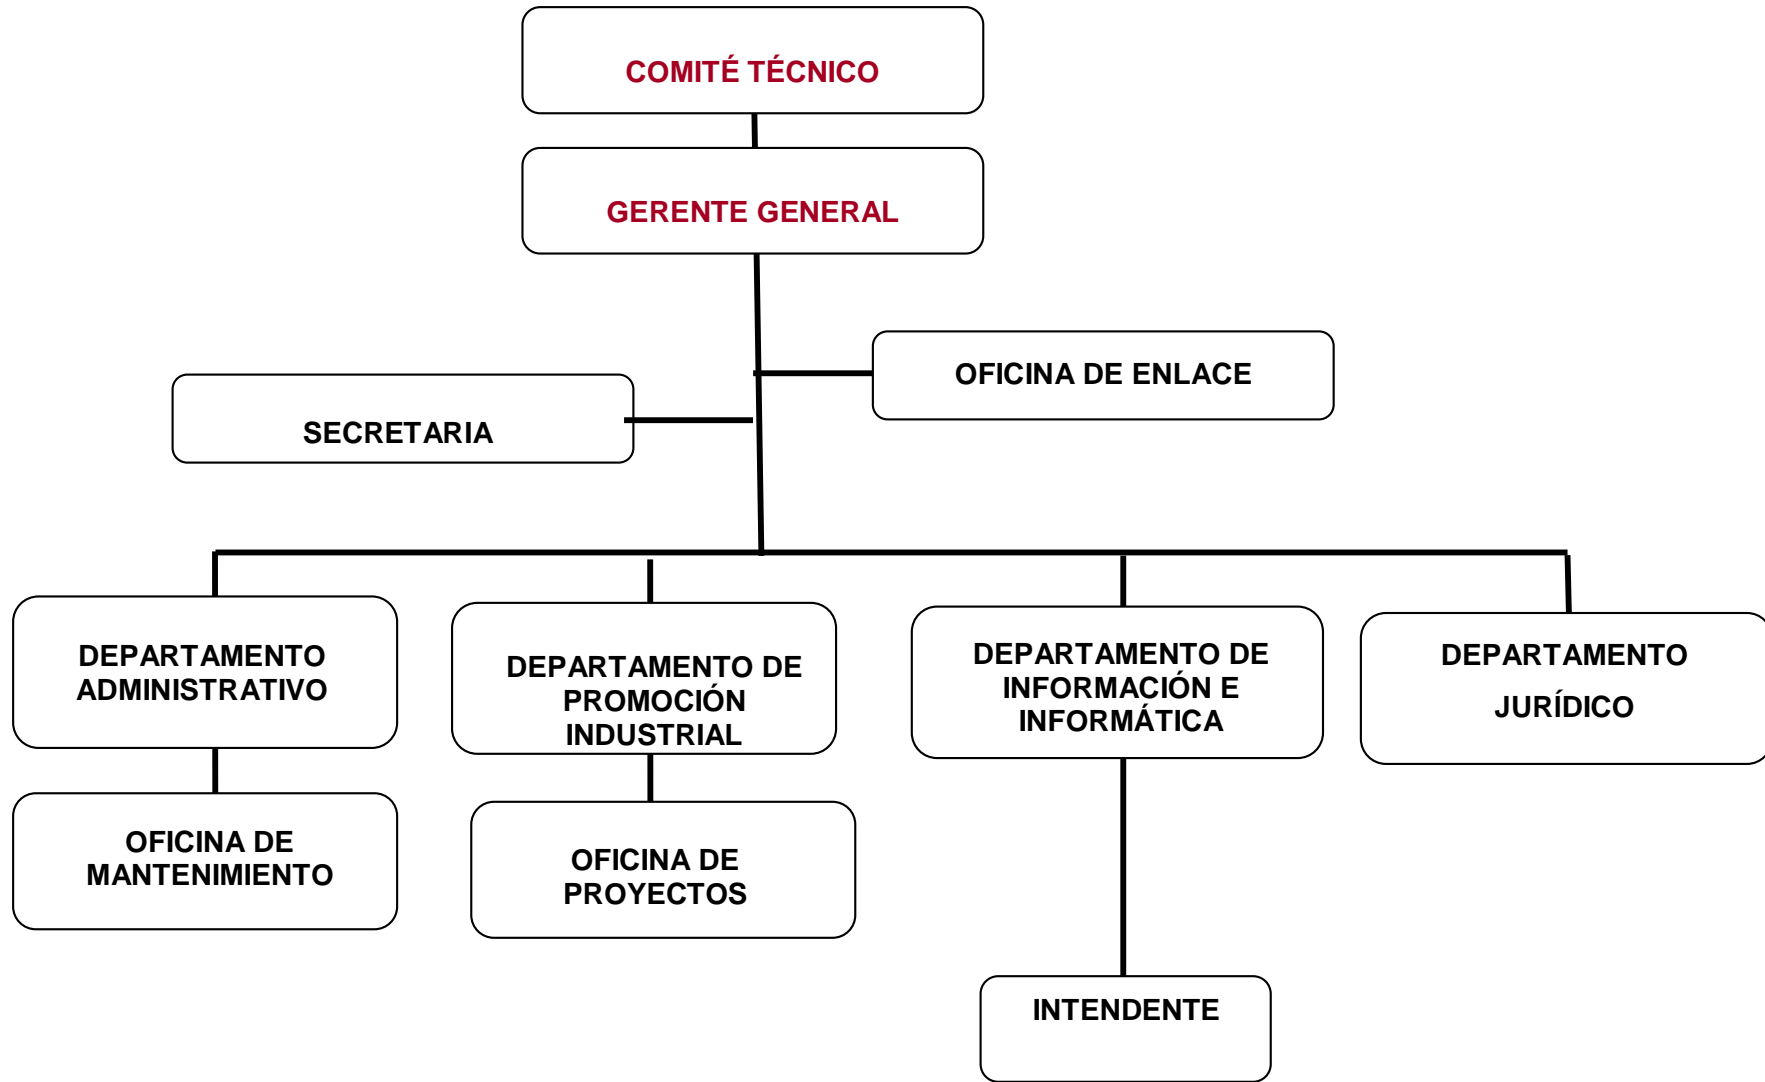 COMITÉ TÉCNICO
GERENTE GENERAL
OFICINA DE ENLACE
SECRETARIA
DEPARTAMENTO
ADMINISTRATIVO
DEPARTAMENTO DE
PROMOCIÓN
INDUSTRIAL
DEPARTAMENTO DE
INFORMACIÓN E
INFORMÁTICA
DEPARTAMENTO
JURÍDICO
OFICINA DE
MANTENIMIENTO
OFICINA DE
PROYECTOS
INTENDENTE